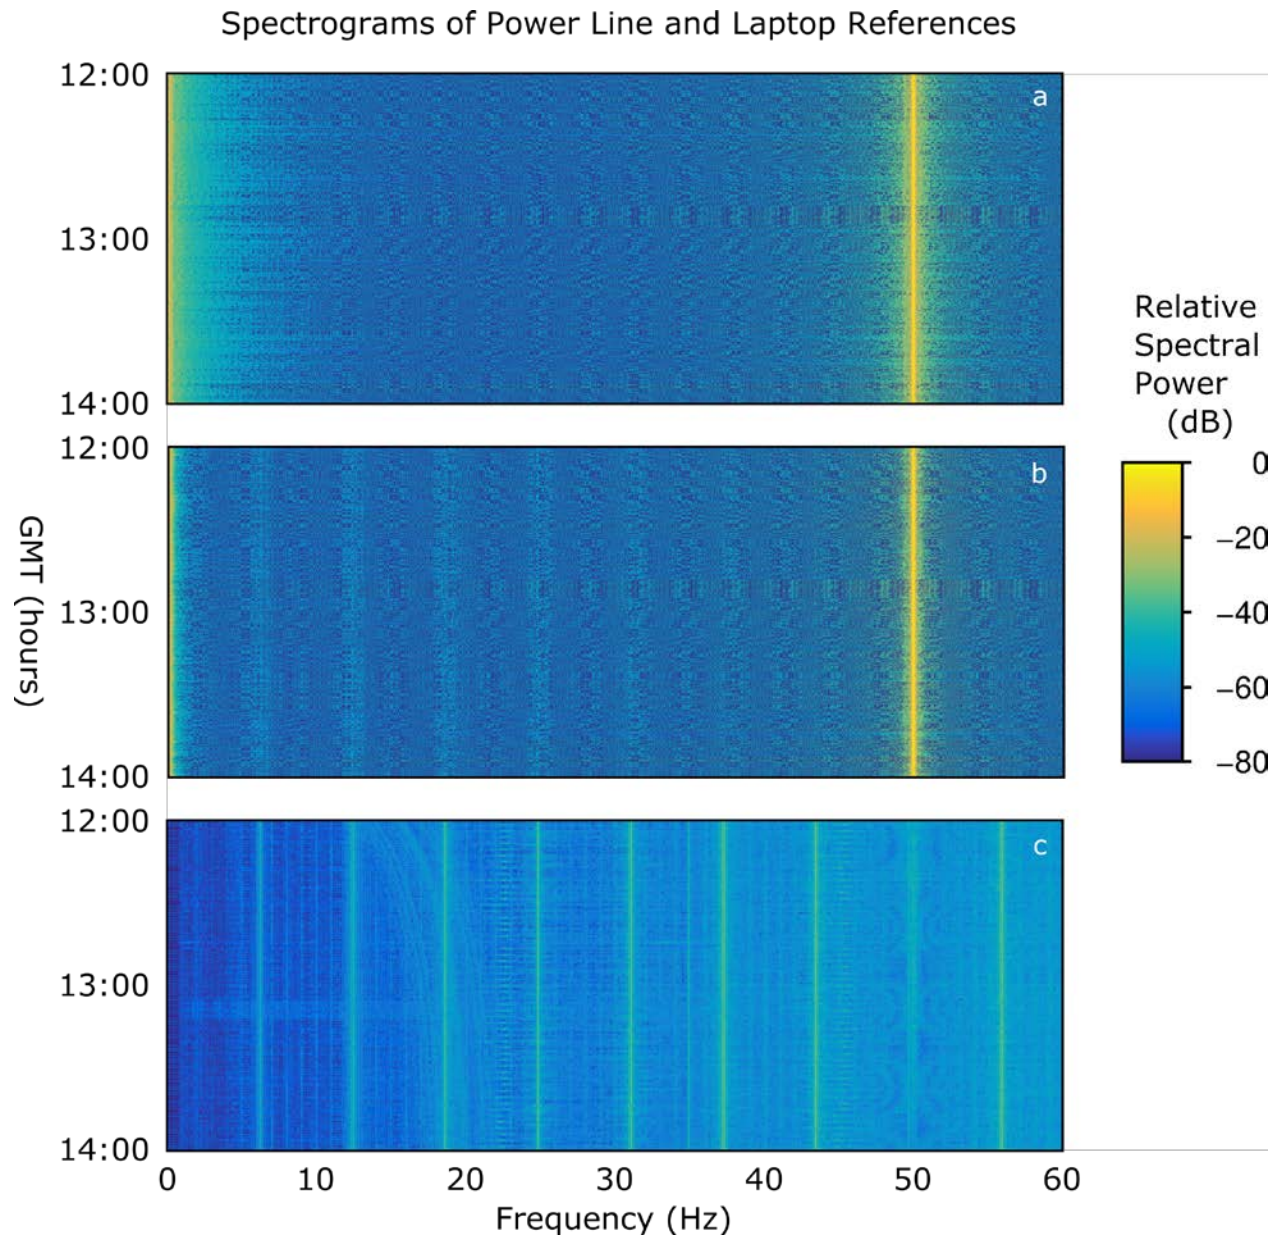 Spectrograms of Power Line and Laptop References
12:00
a
13:00
14:00
12:00
b
13:00
14:00
12:00
c
13:00
14:00
GMT (hours)
0 10 20 30 40 50 60
Frequency (Hz)
Relative
Spectral
Power
(dB)
0
−20
−40
−60
−80